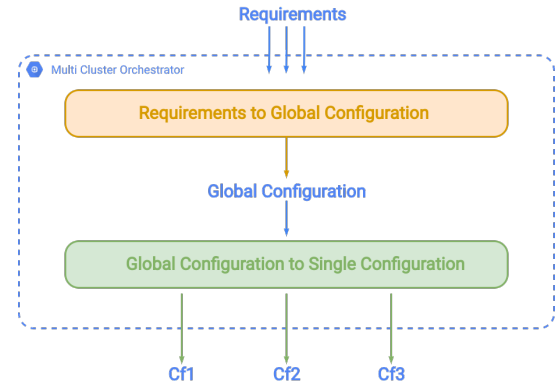 Requirements
Multi Cluster Orchestrator
Requirements to Global Configuration
Global Configuration
Global Configuration to Single Configuration
Cf1 Cf2 Cf3